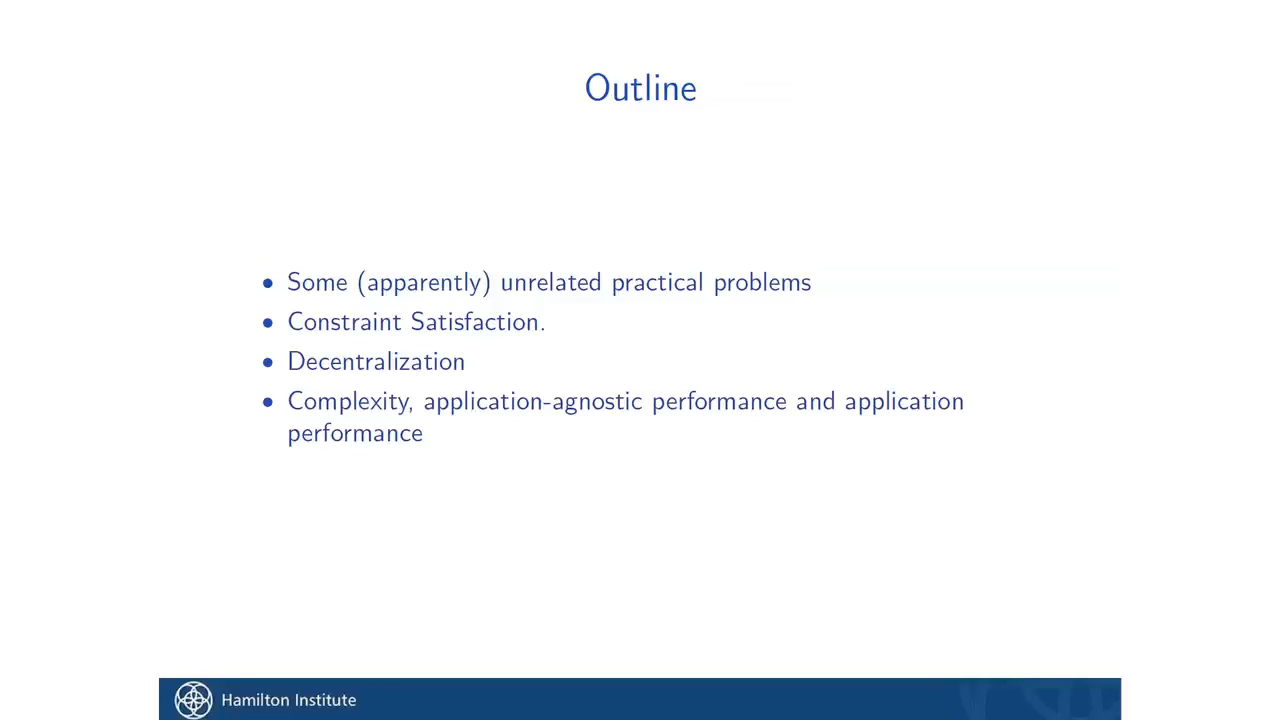 Outline
• Some (apparently) unrelated practical problems
• Constraint Satisfaction.
• Decentralization
• Complexity, application-agnostic performance and application
performance
Hamilton Institute